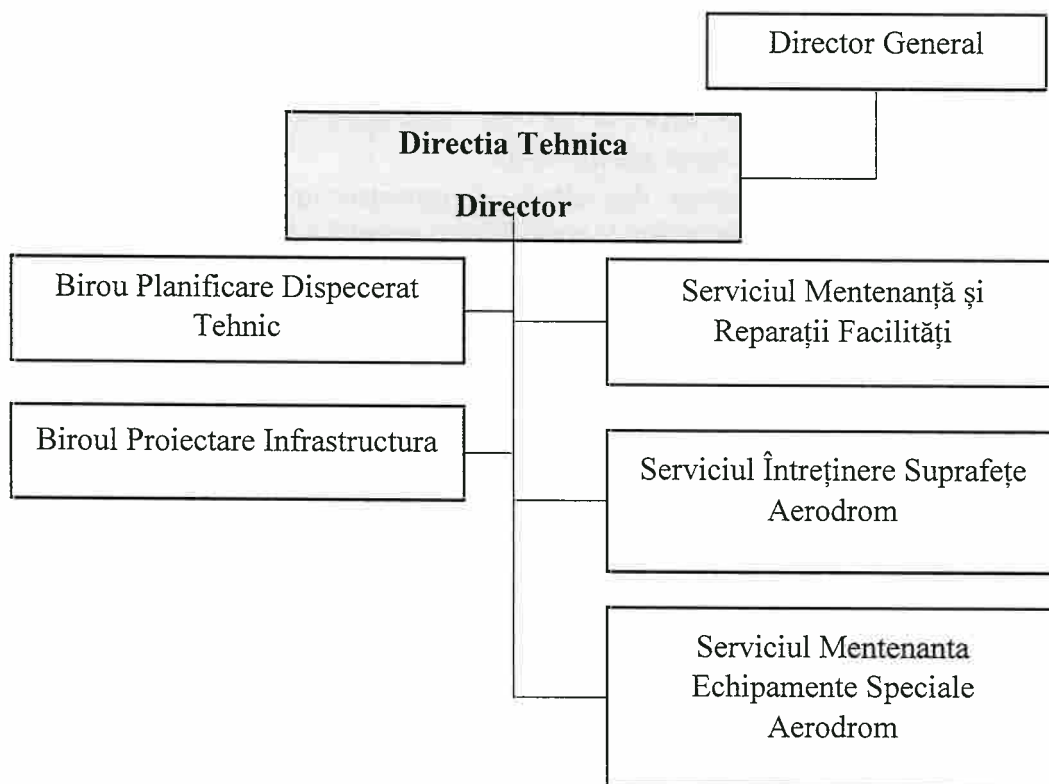 Director General
Directia Tehnica
Director
Birou Planificare Dispecerat
Tehnic
Serviciul Mentenanță și
Reparații Facilități
Biroul Proiectare Infrastructura
Serviciul Întreținere Suprafețe
Aerodrom
Serviciul Mentenanta
Echipamente Speciale
Aerodrom